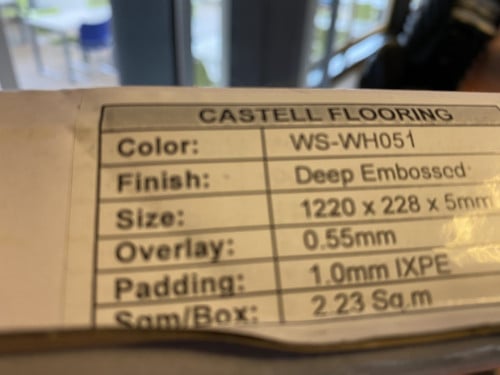 CASTELL FLOORING
Color: WS-WH051
Finish: Deep Embossed
Size: 1220 x 228 x 5mm
Overlay: 0.55mm
Padding: 1.0mm IXPE
Sqm/Box: 2.23 Sq.m